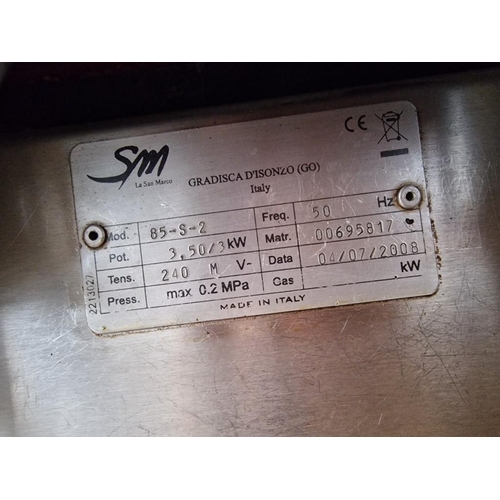 SM
La San Marco
GRADISCA D'ISONZO (GO)
Italy
CE
Mod. 85-S-2 Freq. 50 Hz
Pot. 3,50/3 kW Matr. 00695817
Tens. 240 M V~ Data 04/07/2008
Press. max 0.2 MPa Gas kW
MADE IN ITALY
2213027